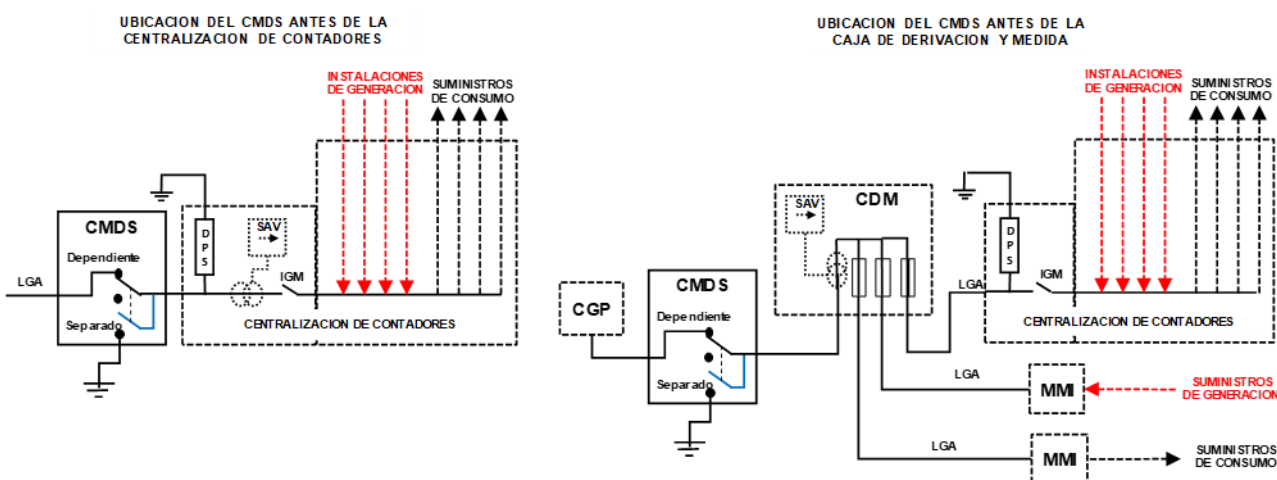 UBICACION DEL CMDS ANTES DE LA
CENTRALIZACION DE CONTADORES
INSTALACIONES
DE GENERACION
SUMINISTROS
DE CONSUMO
CMDS
Dependiente
Separado
LGA
DPS
SAV
IGM
CENTRALIZACION DE CONTADORES
UBICACION DEL CMDS ANTES DE LA
CAJA DE DERIVACION Y MEDIDA
INSTALACIONES
DE GENERACION
SUMINISTROS
DE CONSUMO
CGP
CMDS
Dependiente
Separado
SAV
CDM
LGA
DPS
IGM
CENTRALIZACION DE CONTADORES
LGA
MMI
SUMINISTROS
DE GENERACION
LGA
MMI
SUMINISTROS
DE CONSUMO